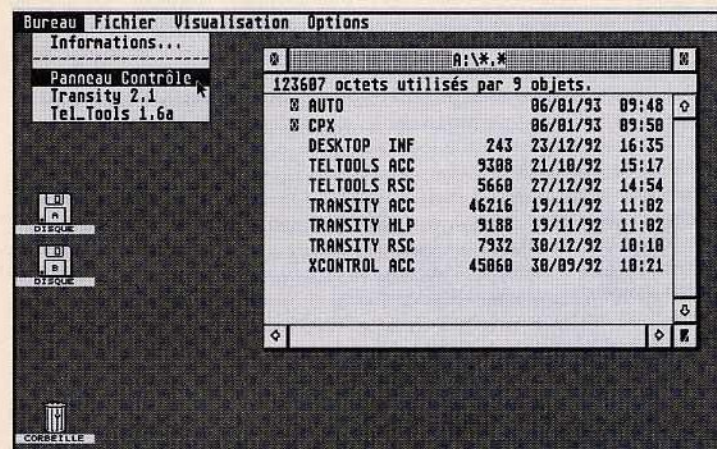 Bureau Fichier Visualisation Options
Informations...
Panneau Contrôle
Transity 2.1
Tel_Tools 1.6a
A:\*.*
123607 octets utilisés par 9 objets.
AUTO 06/01/93 09:48
CPX 06/01/93 09:50
DESKTOP INF 243 23/12/92 16:35
TELTOOLS ACC 9308 21/10/92 15:17
TELTOOLS RSC 5660 27/12/92 14:54
TRANSITY ACC 46216 19/11/92 11:02
TRANSITY HLP 9188 19/11/92 11:02
TRANSITY RSC 7932 30/12/92 10:10
XCONTROL ACC 45060 30/09/92 10:21
A
DISQUE
B
DISQUE
CORBEILLE